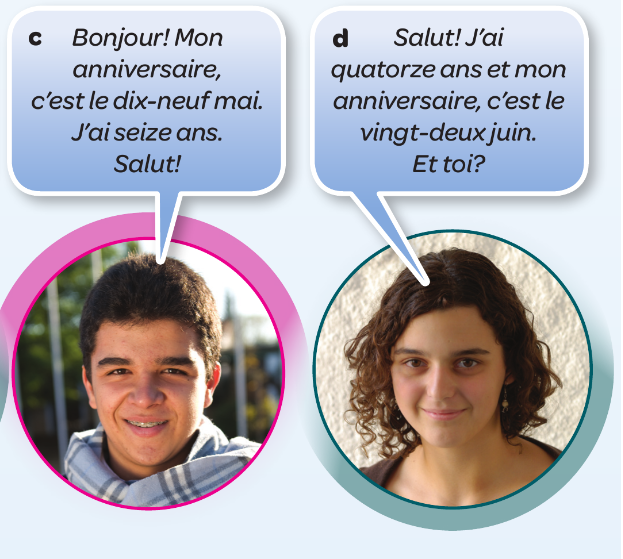 c Bonjour! Mon
anniversaire,
c'est le dix-neuf mai.
J'ai seize ans.
Salut!
d Salut! J'ai
quatorze ans et mon
anniversaire, c'est le
vingt-deux juin.
Et toi?